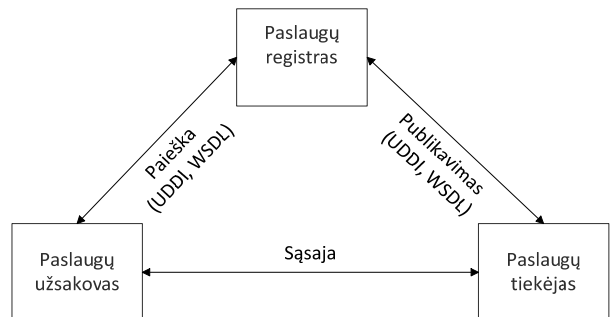 Paslaugų
registras
Paieška
(UDDI, WSDL)
Publikavimas
(UDDI, WSDL)
Paslaugų
užsakovas
Sąsaja
Paslaugų
tiekėjas